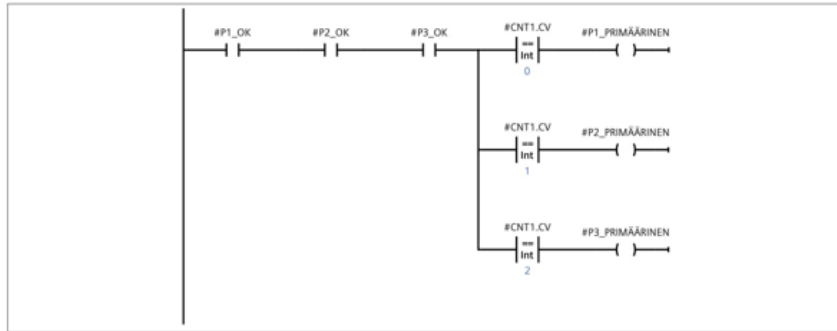 #CNT1.CV #P1_PRIMÄÄRINEN
#P1_OK #P2_OK #P3_OK
==
Int
0
#CNT1.CV #P2_PRIMÄÄRINEN
==
Int
1
#CNT1.CV #P3_PRIMÄÄRINEN
==
Int
2